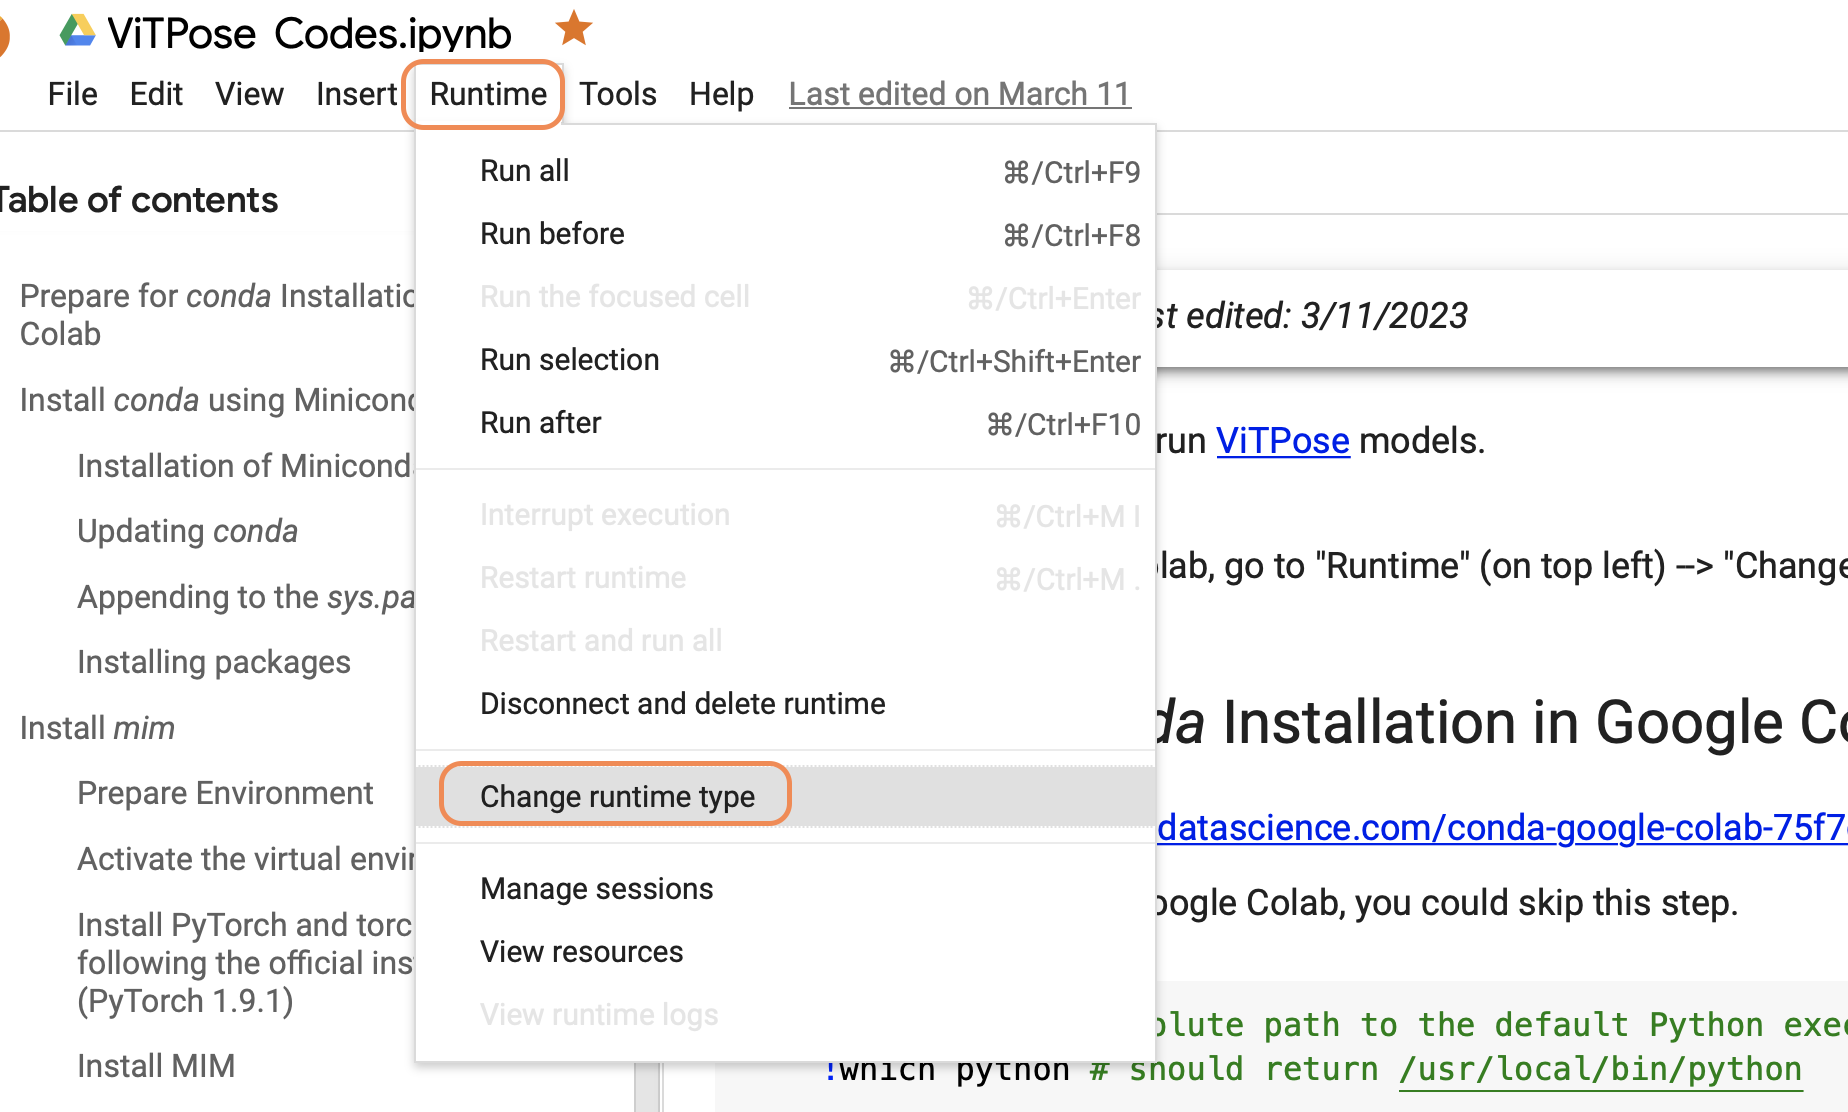 ViTPose Codes.ipynb
File Edit View Insert Runtime Tools Help Last edited on March 11
Table of contents
Prepare for conda Installatio
Colab
Install conda using Minicond
Installation of Minicond
Updating conda
Appending to the sys.pa
Installing packages
Install mim
Prepare Environment
Activate the virtual envir
Install PyTorch and torc
following the official ins
(PyTorch 1.9.1)
Install MIM
Run all ⌘/Ctrl+F9
Run before ⌘/Ctrl+F8
Run the focused cell ⌘/Ctrl+Enter
Run selection ⌘/Ctrl+Shift+Enter
Run after ⌘/Ctrl+F10
Interrupt execution ⌘/Ctrl+M I
Restart runtime ⌘/Ctrl+M .
Restart and run all
Disconnect and delete runtime
Change runtime type
Manage sessions
View resources
View runtime logs
st edited: 3/11/2023
run ViTPose models.
lab, go to "Runtime" (on top left) --> "Change
da Installation in Google Co
datascience.com/conda-google-colab-75f7
oogle Colab, you could skip this step.
olute path to the default Python exec
!which python # should return /usr/local/bin/python